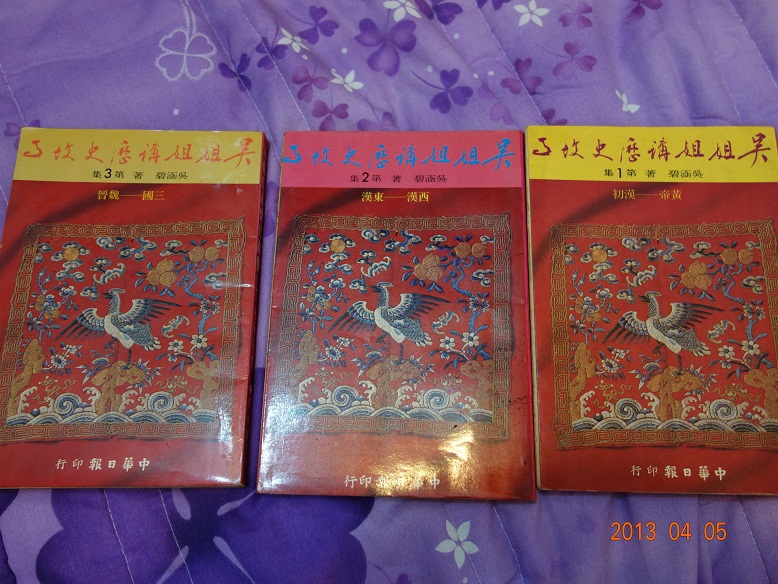 吳姐姐講歷史故事
吳涵碧 著 第1集
黃帝──漢初
中華日報印行
吳姐姐講歷史故事
吳涵碧 著 第2集
西漢──東漢
中華日報印行
吳姐姐講歷史故事
吳涵碧 著 第3集
三國──魏晉
中華日報印行
2013 04 05